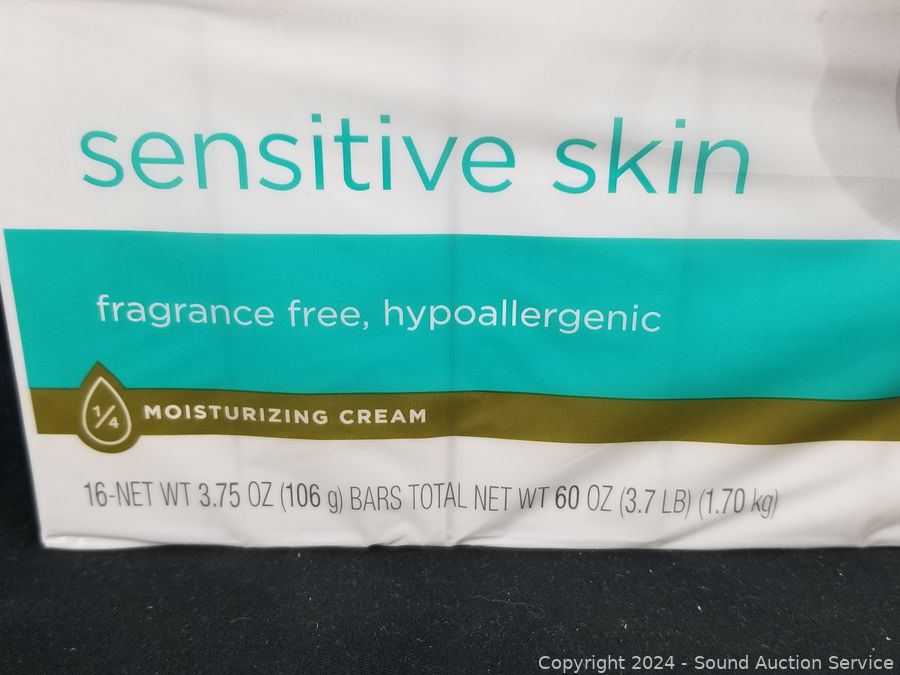 sensitive skin
fragrance free, hypoallergenic
1/4 MOISTURIZING CREAM
16-NET WT 3.75 OZ (106 g) BARS TOTAL NET WT 60 OZ (3.7 LB) (1.70 kg)
Copyright 2024 - Sound Auction Service